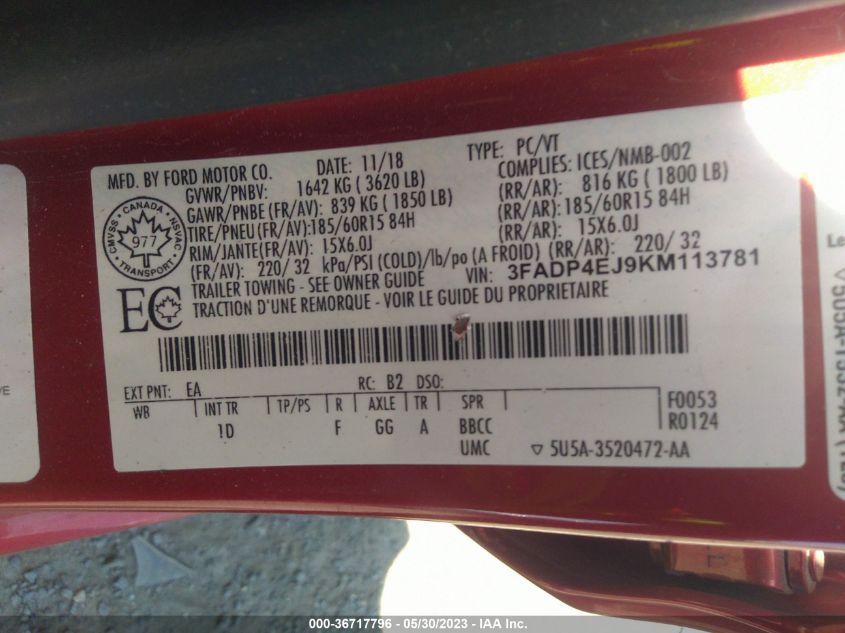 MFD. BY FORD MOTOR CO. DATE: 11/18 TYPE: PC/VT
GVWR/PNBV: 1642 KG ( 3620 LB) COMPLIES: ICES/NMB-002
GAWR/PNBE (FR/AV): 839 KG ( 1850 LB) (RR/AR): 816 KG ( 1800 LB)
TIRE/PNEU (FR/AV): 185/60R15 84H (RR/AR): 185/60R15 84H
RIM/JANTE(FR/AV): 15X6.0J (RR/AR): 15X6.0J
(FR/AV): 220/ 32 kPa/PSI (COLD)/lb/po (A FROID) (RR/AR): 220/ 32
TRAILER TOWING - SEE OWNER GUIDE VIN: 3FADP4EJ9KM113781
TRACTION D'UNE REMORQUE - VOIR LE GUIDE DU PROPRIETAIRE
CANADA
CMVSS
NSVAC
977
TRANSPORT
EC
EXT PNT: EA RC: B2 DSO:
WB INT TR TP/PS R AXLE TR SPR F0053
!D F GG A BBCC R0124
UMC ▽ 5U5A-3520472-AA
000-36717796 - 05/30/2023 - IAA Inc.